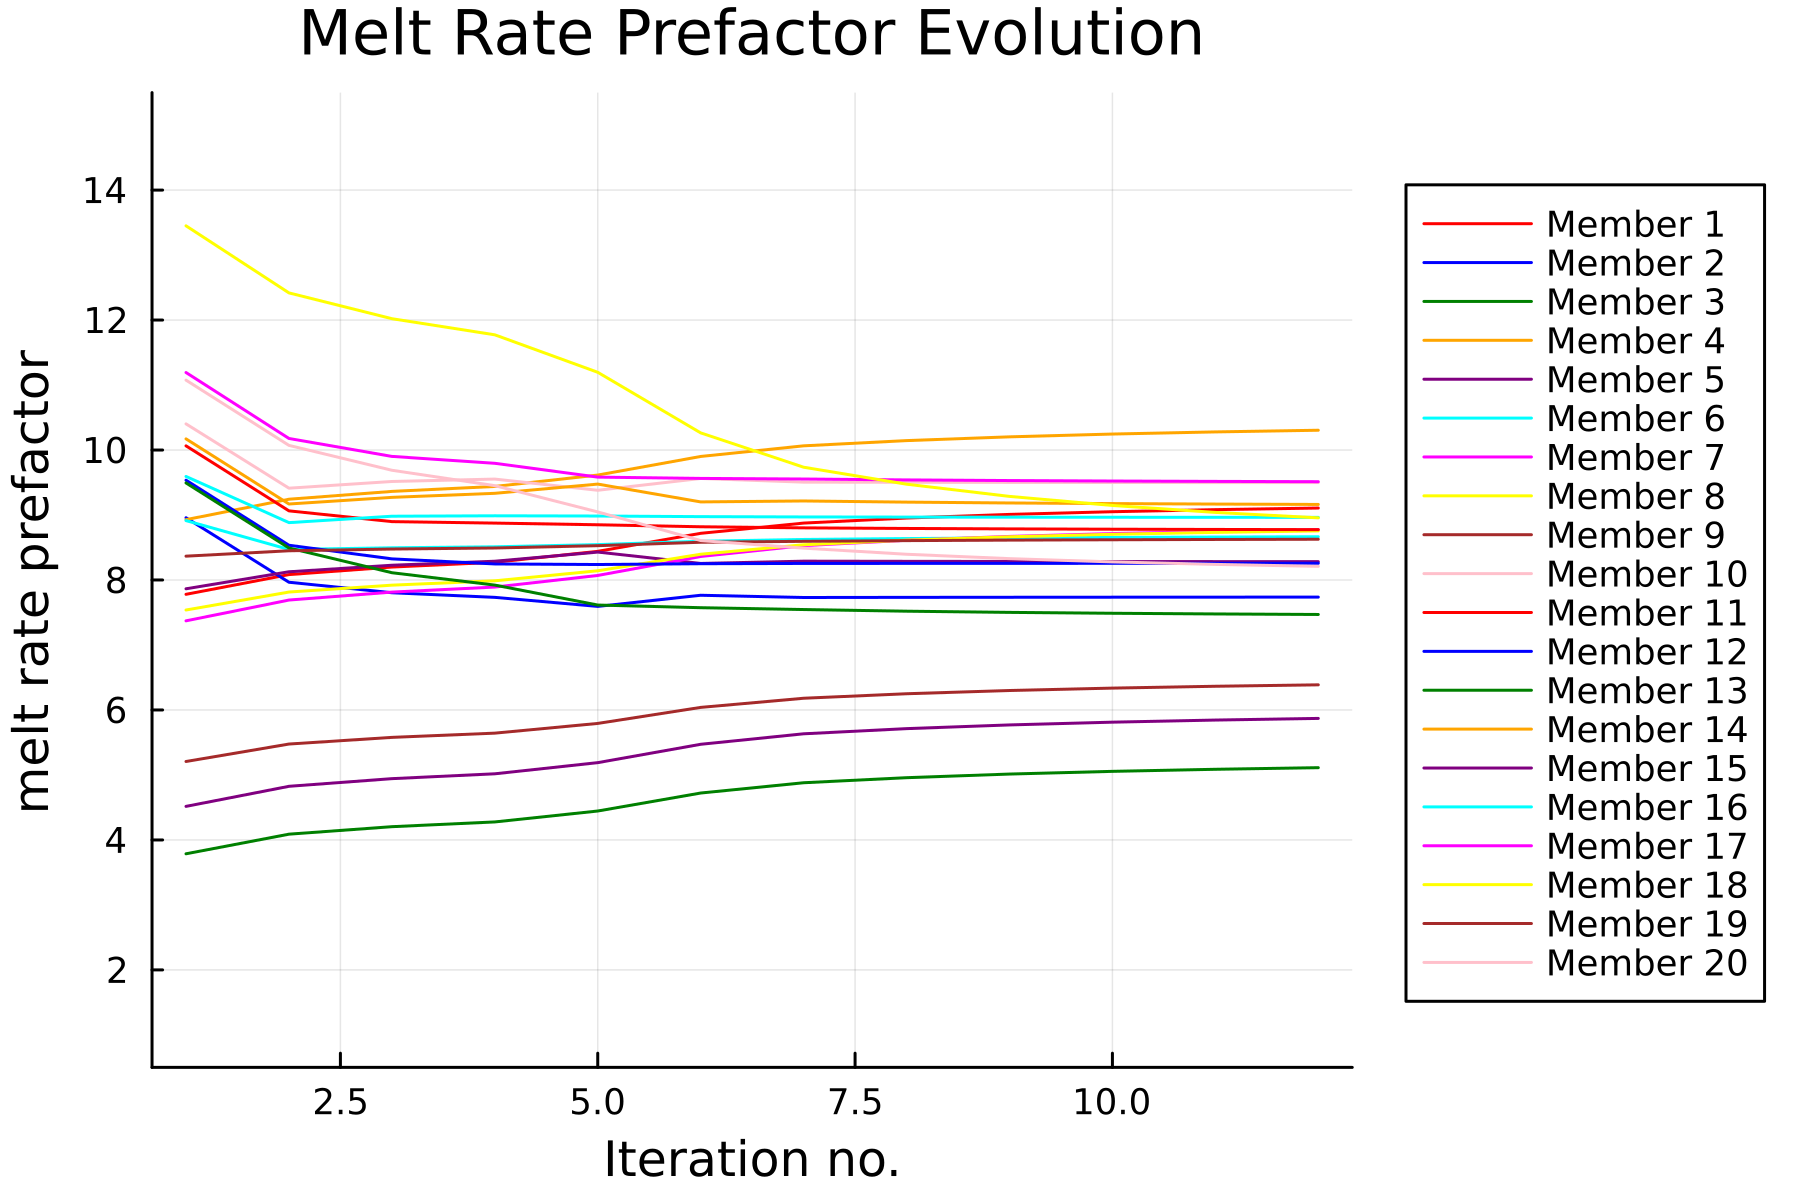 Melt Rate Prefactor Evolution
melt rate prefactor
14
12
10
8
6
4
2
2.5
5.0
7.5
10.0
Iteration no.
Member 1
Member 2
Member 3
Member 4
Member 5
Member 6
Member 7
Member 8
Member 9
Member 10
Member 11
Member 12
Member 13
Member 14
Member 15
Member 16
Member 17
Member 18
Member 19
Member 20